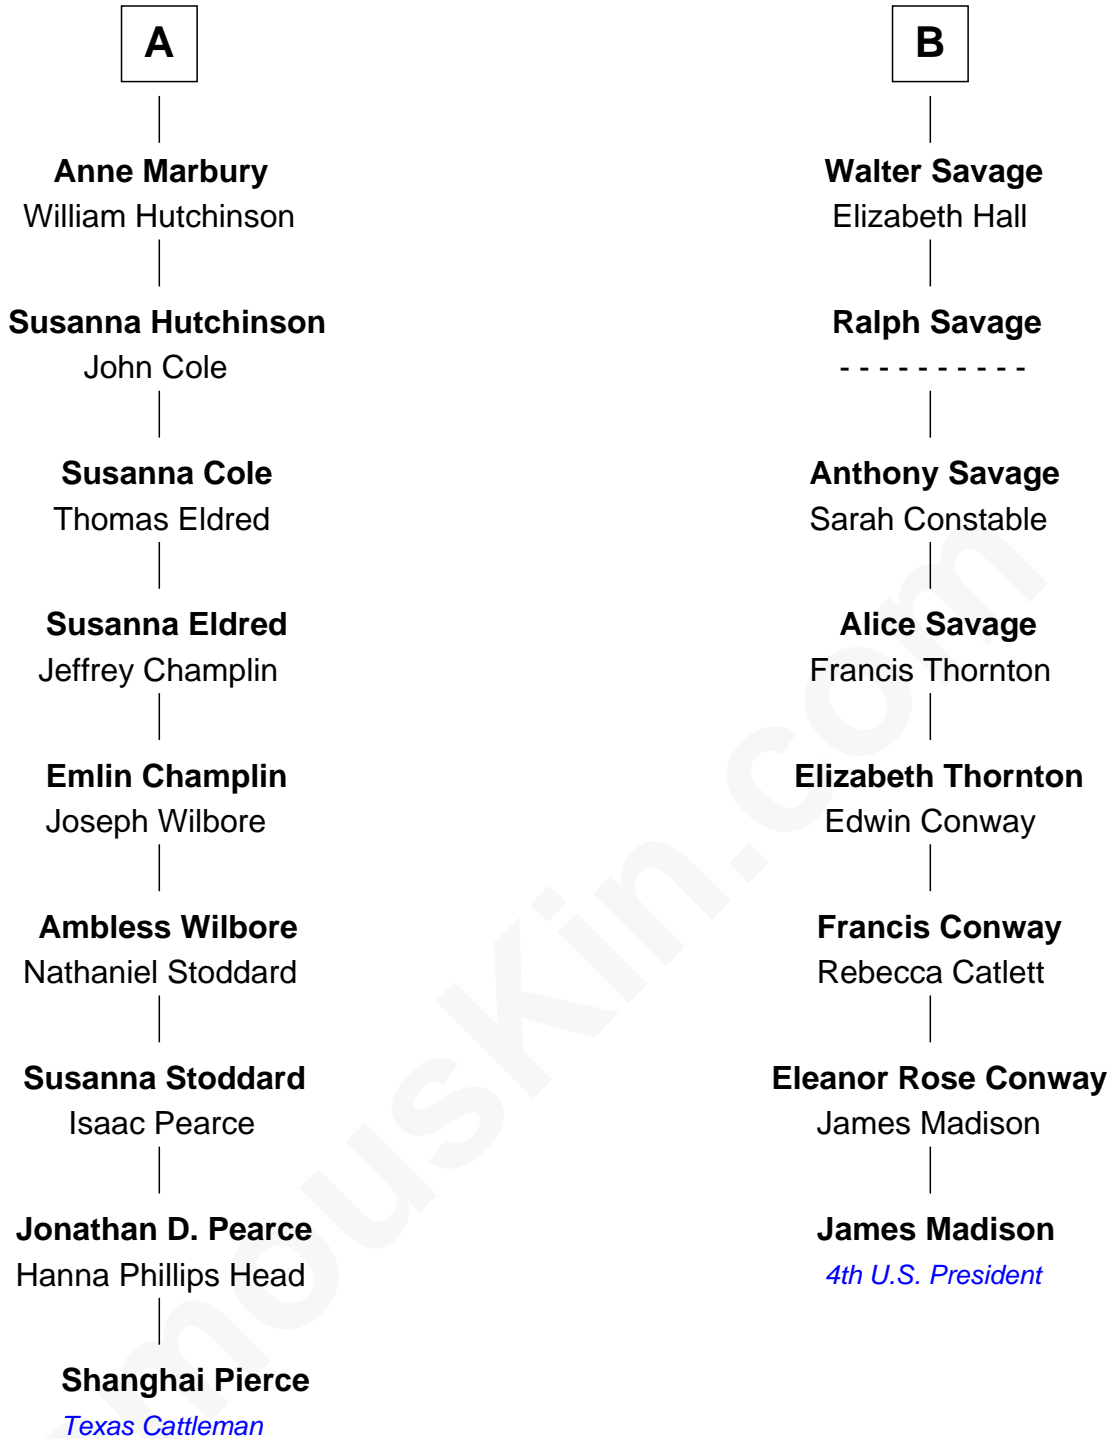 A
Anne Marbury
William Hutchinson
Susanna Hutchinson
John Cole
Susanna Cole
Thomas Eldred
Susanna Eldred
Jeffrey Champlin
Emlin Champlin
Joseph Wilbore
Ambless Wilbore
Nathaniel Stoddard
Susanna Stoddard
Isaac Pearce
Jonathan D. Pearce
Hanna Phillips Head
Shanghai Pierce
Texas Cattleman
B
Walter Savage
Elizabeth Hall
Ralph Savage
- - - - - - - - - -
Anthony Savage
Sarah Constable
Alice Savage
Francis Thornton
Elizabeth Thornton
Edwin Conway
Francis Conway
Rebecca Catlett
Eleanor Rose Conway
James Madison
James Madison
4th U.S. President
mousKin.com